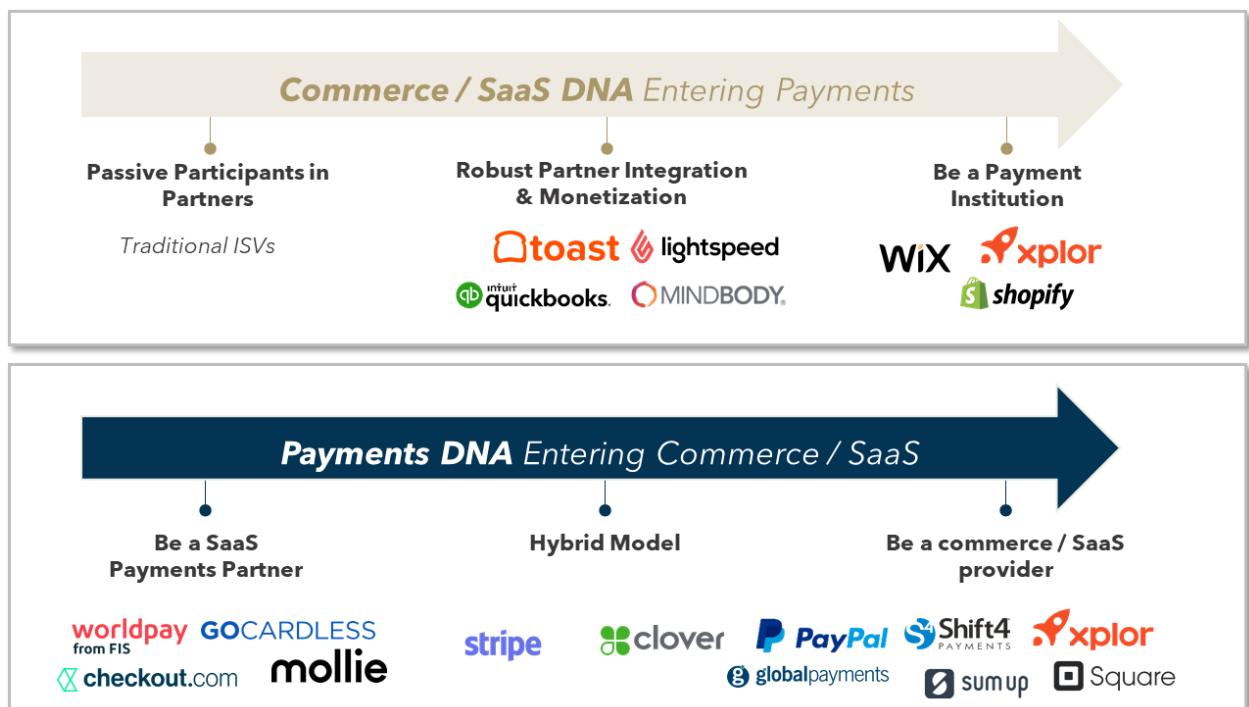 Commerce / SaaS DNA Entering Payments
Passive Participants in
Partners
Traditional ISVs
Robust Partner Integration
& Monetization
toast lightspeed
intuit
quickbooks. MINDBODY®
Be a Payment
Institution
WiX xplor
shopify
Payments DNA Entering Commerce / SaaS
Be a SaaS
Payments Partner
worldpay GOCARDLESS
from FIS
checkout.com mollie
Hybrid Model
stripe clover
Be a commerce / SaaS
provider
PayPal Shift4 xplor
PAYMENTS
globalpayments sumup Square